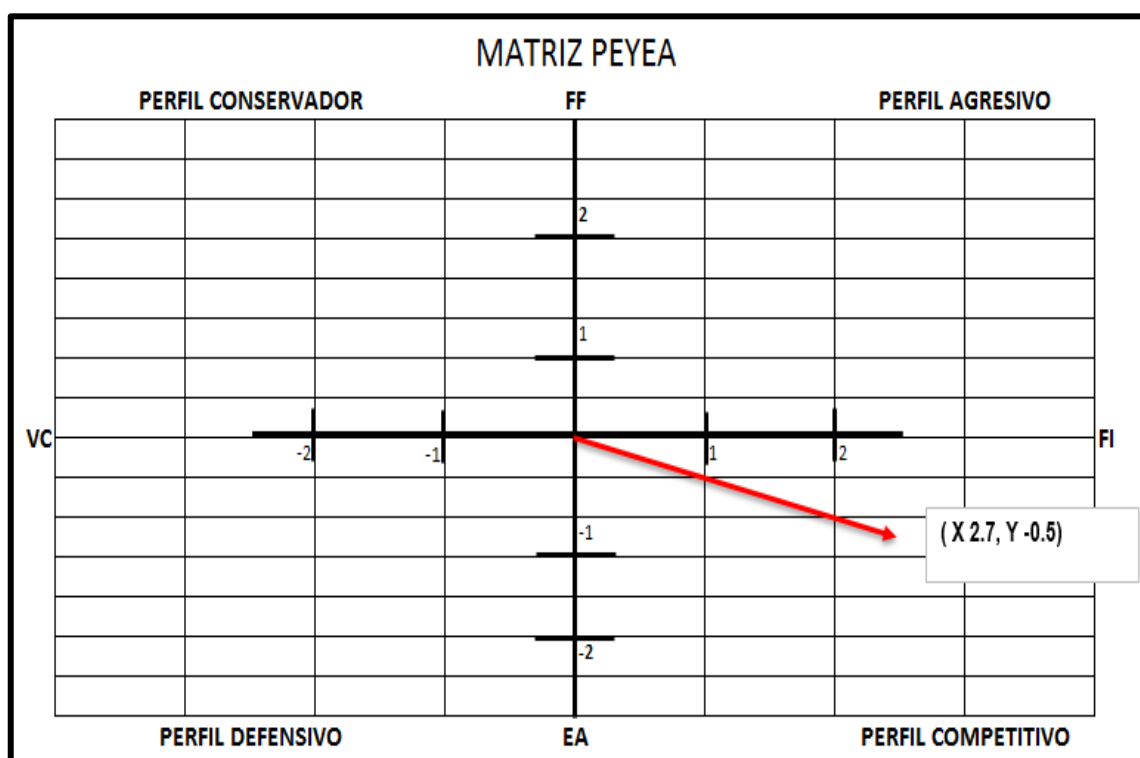 MATRIZ PEYEA
PERFIL CONSERVADOR FF PERFIL AGRESIVO
2
1
VC FI
-2 -1 1 2
( X 2.7, Y -0.5)
-1
-2
PERFIL DEFENSIVO EA PERFIL COMPETITIVO